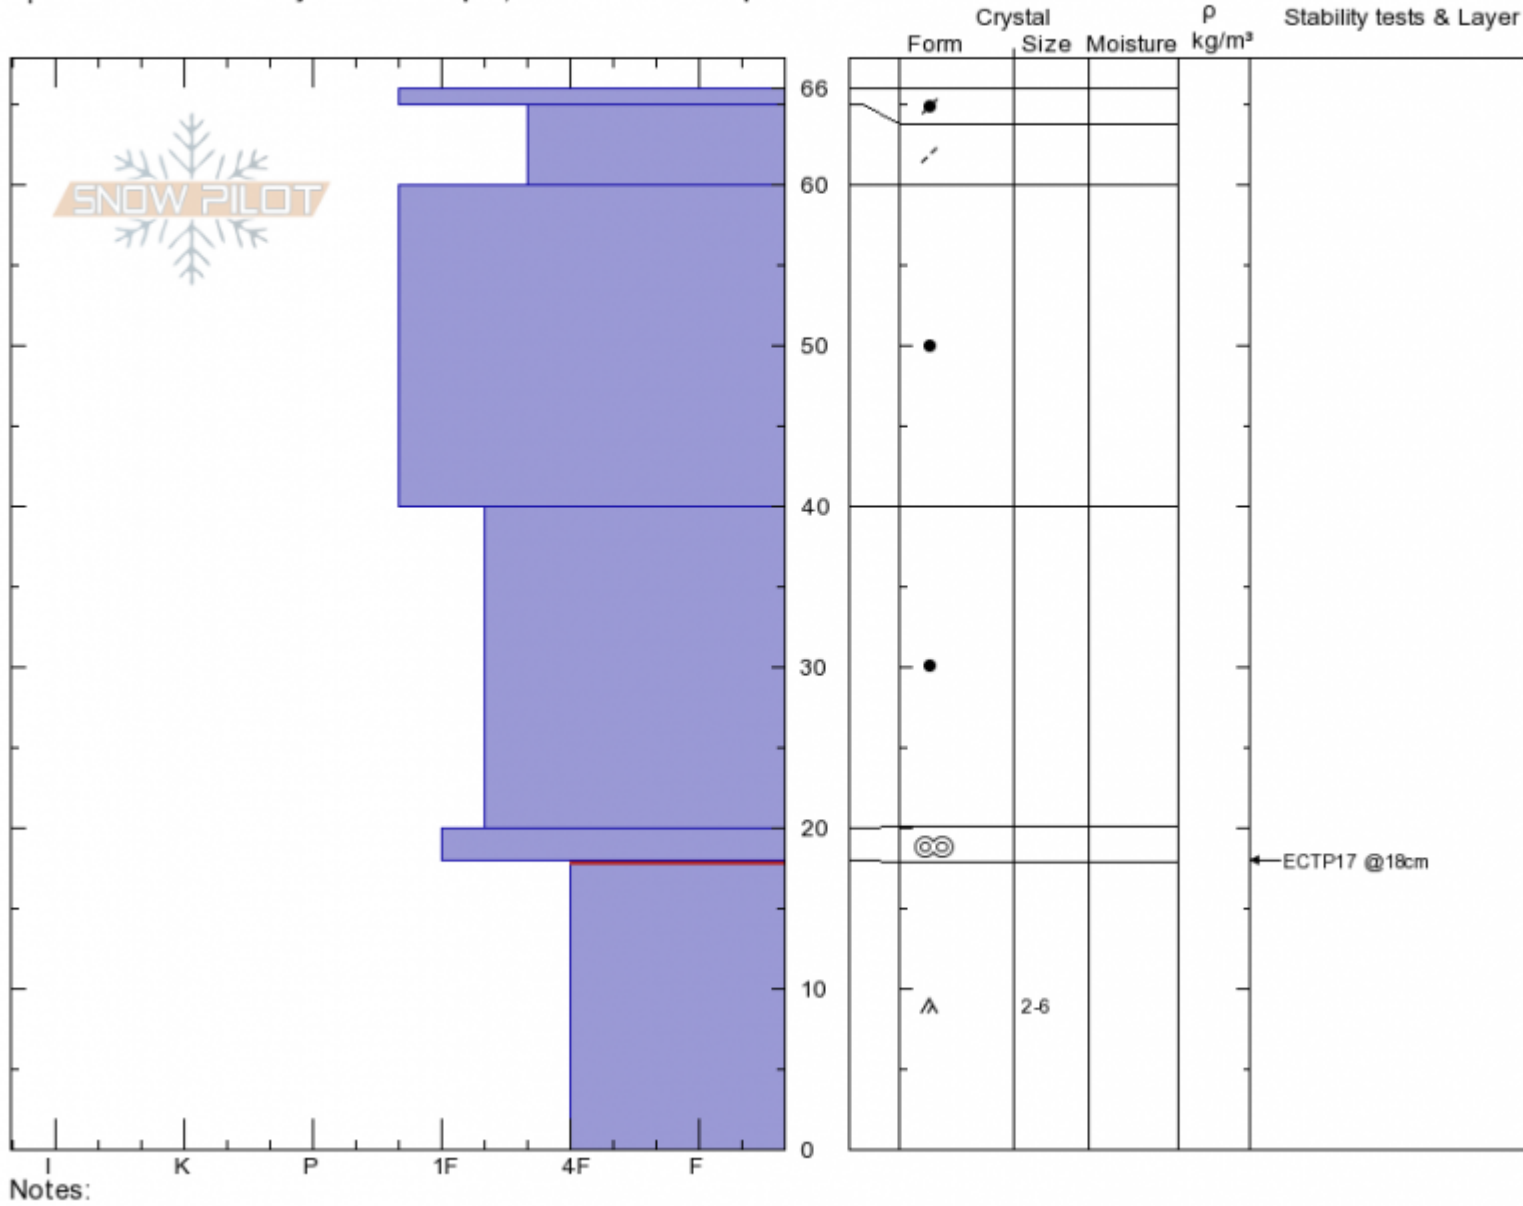 Crystal
ρ
Stability tests & Layer
Form
Size
Moisture
kg/m³
66
SNOW PILOT
60
50
40
30
20
ECTP17 @18cm
10
2-6
0
I K P 1F 4F F
Notes: